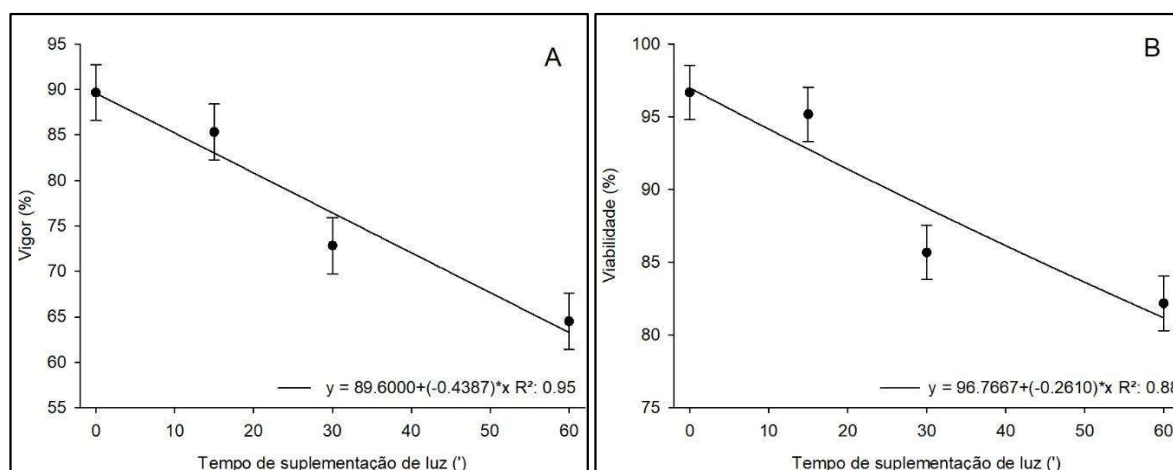 A
95
90
85
80
75
70
65
60
55
Vigor (%)
y = 89.6000+(-0.4387)*x R²: 0.95
0 10 20 30 40 50 60
Tempo de suplementação de luz (')
B
100
95
90
85
80
75
Viabilidade (%)
y = 96.7667+(-0.2610)*x R²: 0.88
0 10 20 30 40 50 60
Tempo de suplementação de luz (')